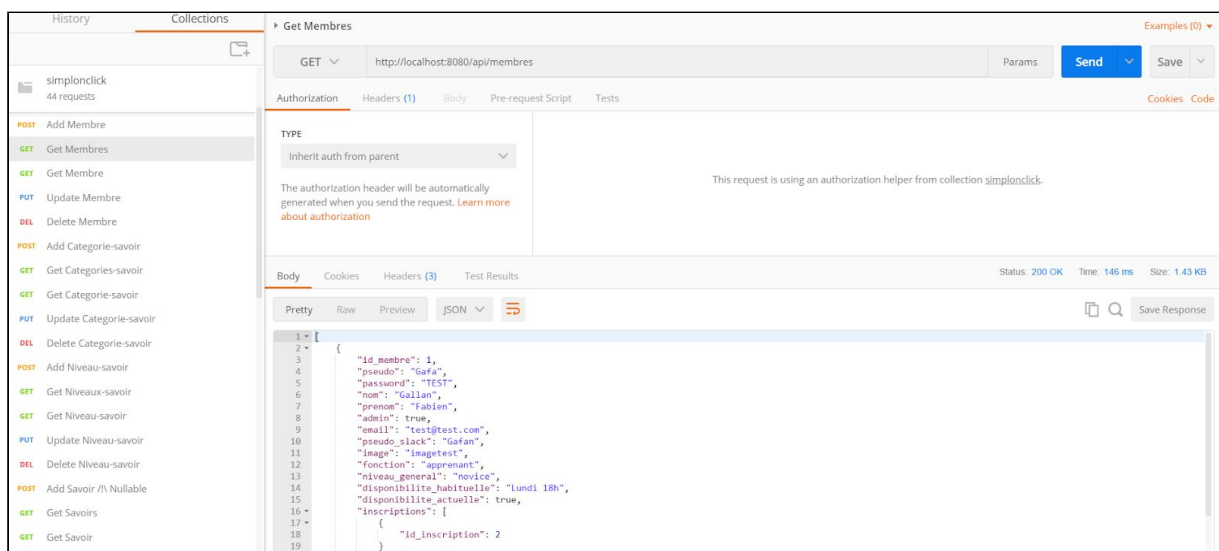 History Collections
simplonclick
44 requests
POST Add Membre
GET Get Membres
GET Get Membre
PUT Update Membre
DEL Delete Membre
POST Add Categorie-savoir
GET Get Categories-savoir
GET Get Categorie-savoir
PUT Update Categorie-savoir
DEL Delete Categorie-savoir
POST Add Niveau-savoir
GET Get Niveaux-savoir
GET Get Niveau-savoir
PUT Update Niveau-savoir
DEL Delete Niveau-savoir
POST Add Savoir /!\ Nullable
GET Get Savoirs
GET Get Savoir
Get Membres Examples (0)
GET http://localhost:8080/api/membres Params Send Save
Authorization Headers (1) Body Pre-request Script Tests Cookies Code
TYPE
Inherit auth from parent
The authorization header will be automatically
generated when you send the request. Learn more
about authorization
This request is using an authorization helper from collection simplonclick.
Body Cookies Headers (3) Test Results Status: 200 OK Time: 146 ms Size: 1.43 KB
Pretty Raw Preview JSON Save Response
1 [
2 {
3 "id_membre": 1,
4 "pseudo": "Gafa",
5 "password": "TEST",
6 "nom": "Gallan",
7 "prenom": "Fabien",
8 "admin": true,
9 "email": "test@test.com",
10 "pseudo_slack": "Gafan",
11 "image": "imagetest",
12 "fonction": "apprenant",
13 "niveau_general": "novice",
14 "disponibilite_habituelle": "Lundi 18h",
15 "disponibilite_actuelle": true,
16 "inscriptions": [
17 {
18 "id_inscription": 2
19 }